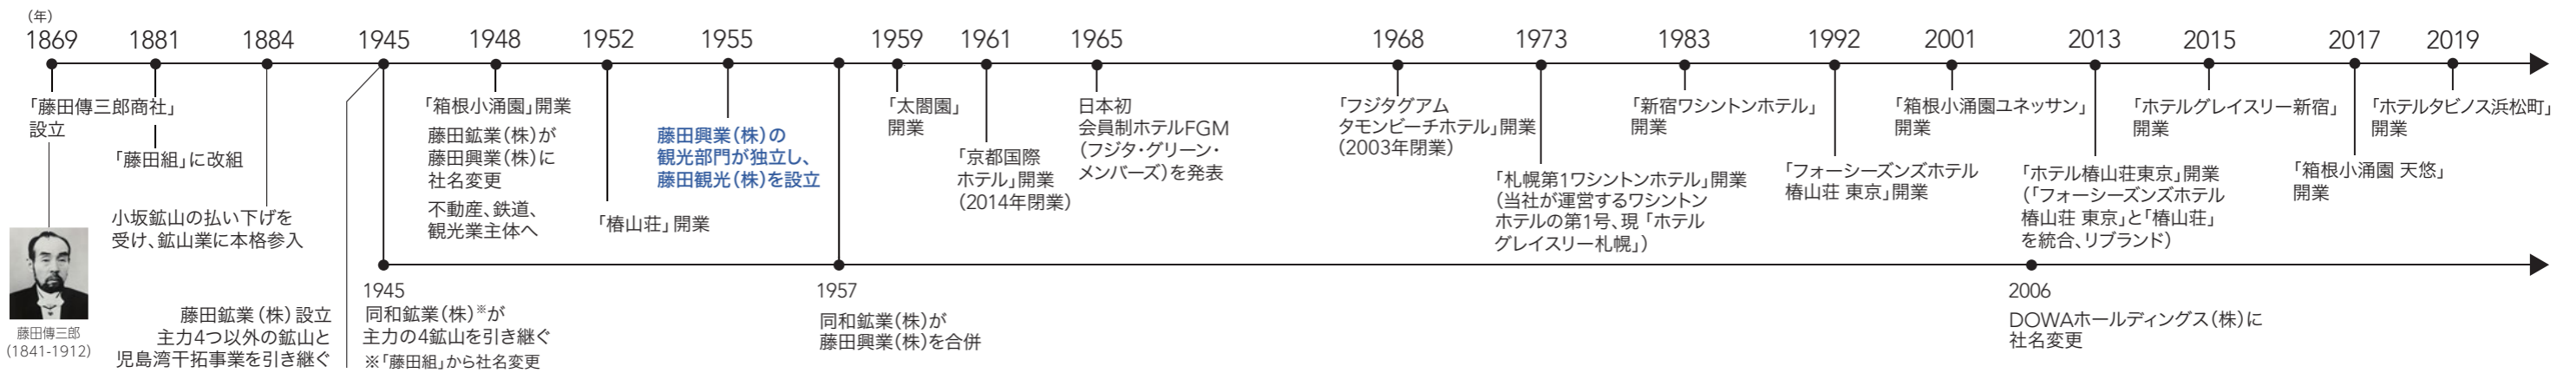 （年）
1869
「藤田傳三郎商社」
設立
藤田傳三郎
（1841-1912）
1881
「藤田組」に改組
1884
小坂鉱山の払い下げを
受け、鉱山業に本格参入
1945
藤田鉱業（株）設立
主力4つ以外の鉱山と
児島湾干拓事業を引き継ぐ
1945
同和鉱業（株）※が
主力の4鉱山を引き継ぐ
※「藤田組」から社名変更
1948
「箱根小涌園」開業
藤田鉱業（株）が
藤田興業（株）に
社名変更
不動産、鉄道、
観光業主体へ
1952
「椿山荘」開業
1955
藤田興業（株）の
観光部門が独立し、
藤田観光（株）を設立
1957
同和鉱業（株）が
藤田興業（株）を合併
1959
「太閤園」
開業
1961
「京都国際
ホテル」開業
（2014年閉業）
1965
日本初
会員制ホテルFGM
（フジタ・グリーン・
メンバーズ）を発表
1968
「フジタグアム
タモンビーチホテル」開業
（2003年閉業）
1973
「札幌第1ワシントンホテル」開業
（当社が運営するワシントン
ホテルの第1号、現「ホテル
グレイスリー札幌」）
1983
「新宿ワシントンホテル」
開業
1992
「フォーシーズンズホテル
椿山荘 東京」開業
2001
「箱根小涌園ユネッサン」
開業
2006
DOWAホールディングス（株）に
社名変更
2013
「ホテル椿山荘東京」開業
（「フォーシーズンズホテル
椿山荘 東京」と「椿山荘」
を統合、リブランド）
2015
「ホテルグレイスリー新宿」
開業
2017
「箱根小涌園 天悠」
開業
2019
「ホテルタビノス浜松町」
開業